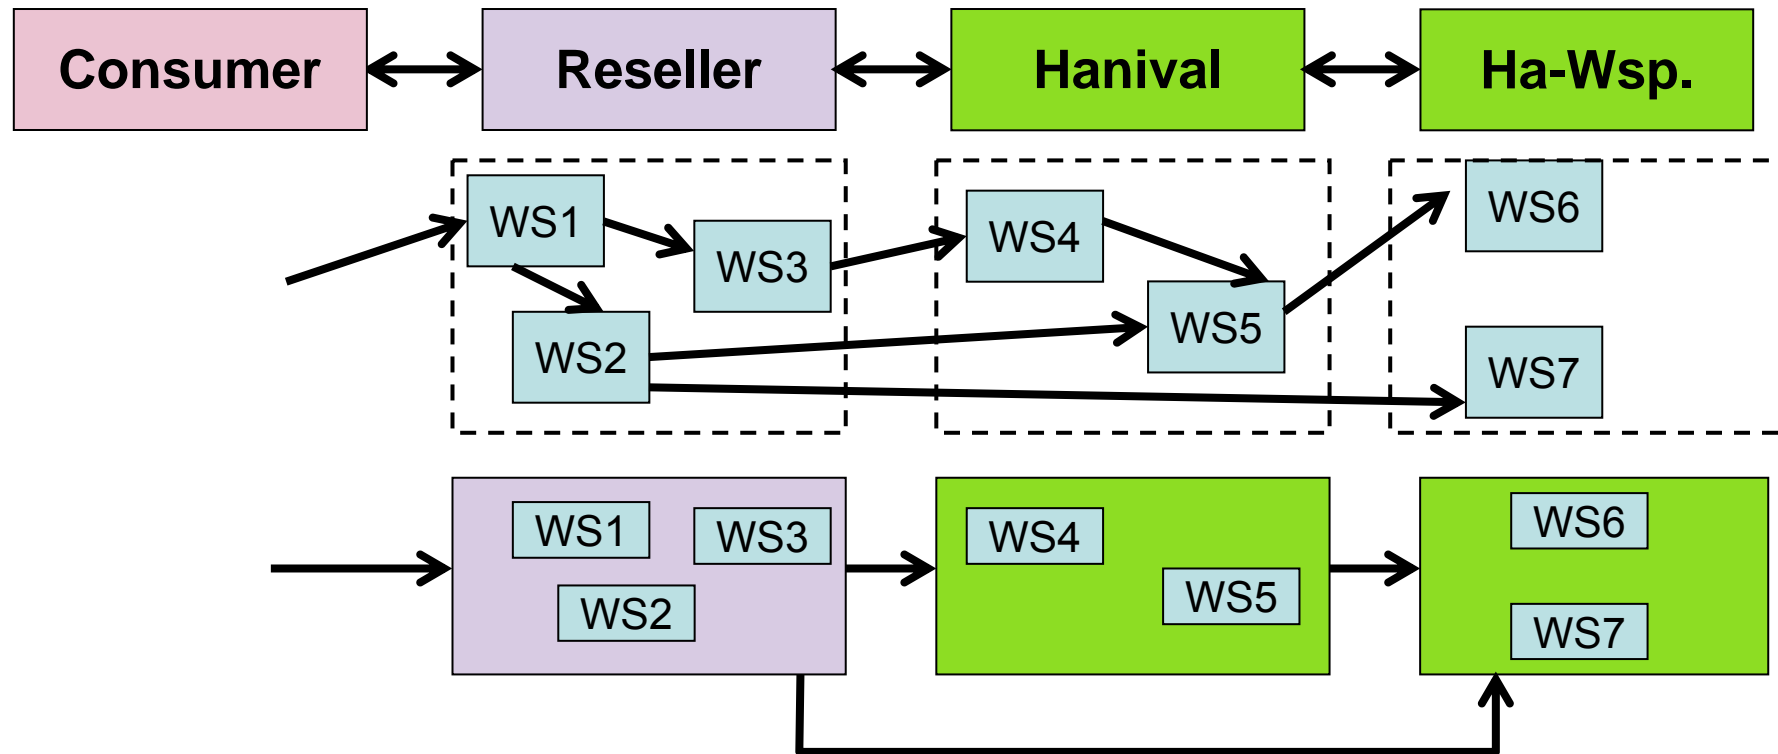 Consumer
Reseller
Hanival
Ha-Wsp.
WS1
WS3
WS2
WS4
WS5
WS6
WS7
WS1
WS3
WS2
WS4
WS5
WS6
WS7